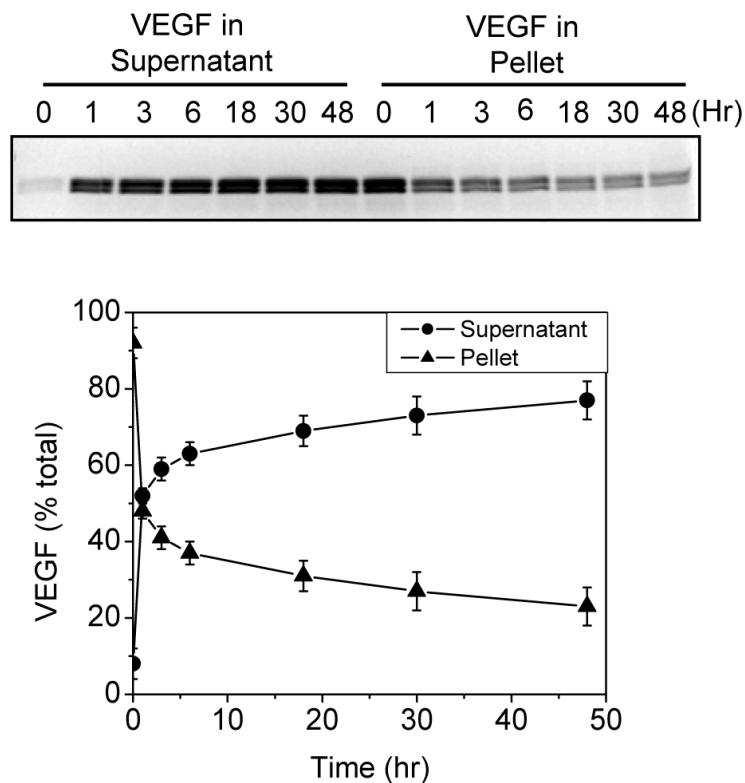 VEGF in Supernatant
VEGF in Pellet
0 1 3 6 18 30 48 0 1 3 6 18 30 48 (Hr)
100
80
60
40
20
0
VEGF (% total)
Supernatant
Pellet
0 10 20 30 40 50
Time (hr)